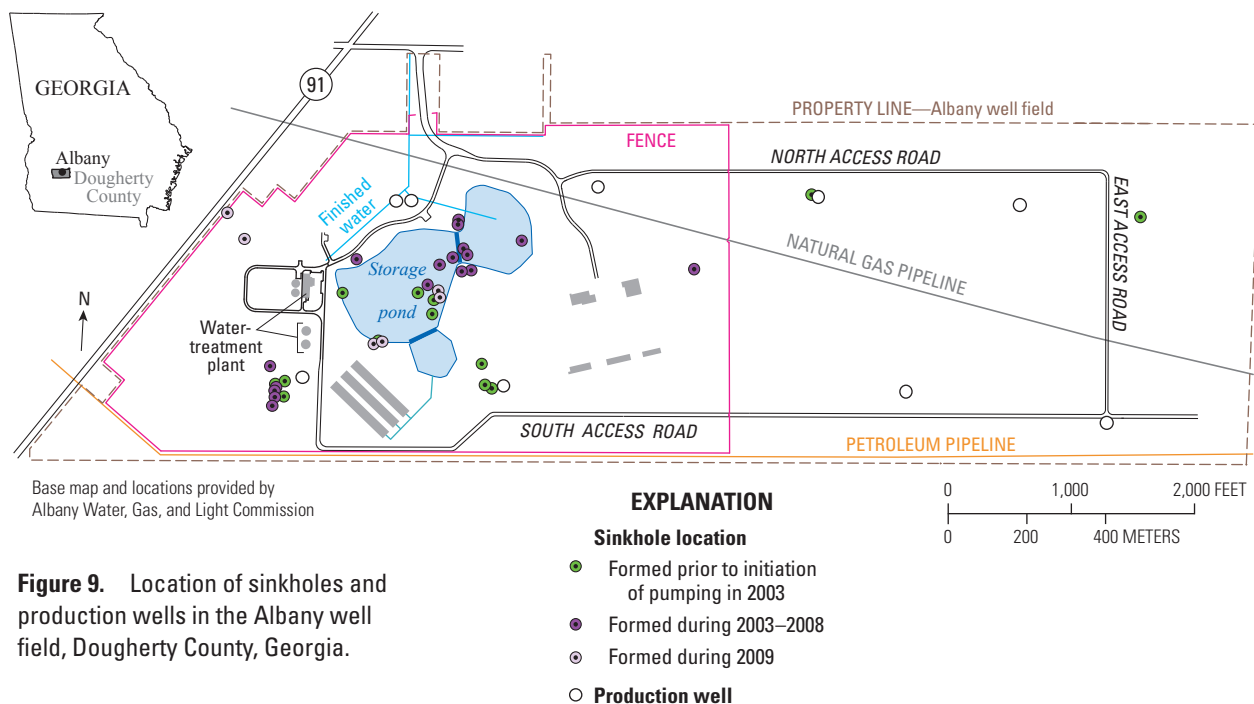 GEORGIA
Albany
Dougherty
County
91
PROPERTY LINE—Albany well field
FENCE
NORTH ACCESS ROAD
EAST ACCESS ROAD
Finished
water
NATURAL GAS PIPELINE
Storage
pond
N
Water-
treatment
plant
SOUTH ACCESS ROAD
PETROLEUM PIPELINE
Base map and locations provided by
Albany Water, Gas, and Light Commission
0 1,000 2,000 FEET
0 200 400 METERS
EXPLANATION
Sinkhole location
Formed prior to initiation
of pumping in 2003
Formed during 2003–2008
Formed during 2009
Production well
Figure 9. Location of sinkholes and
production wells in the Albany well
field, Dougherty County, Georgia.